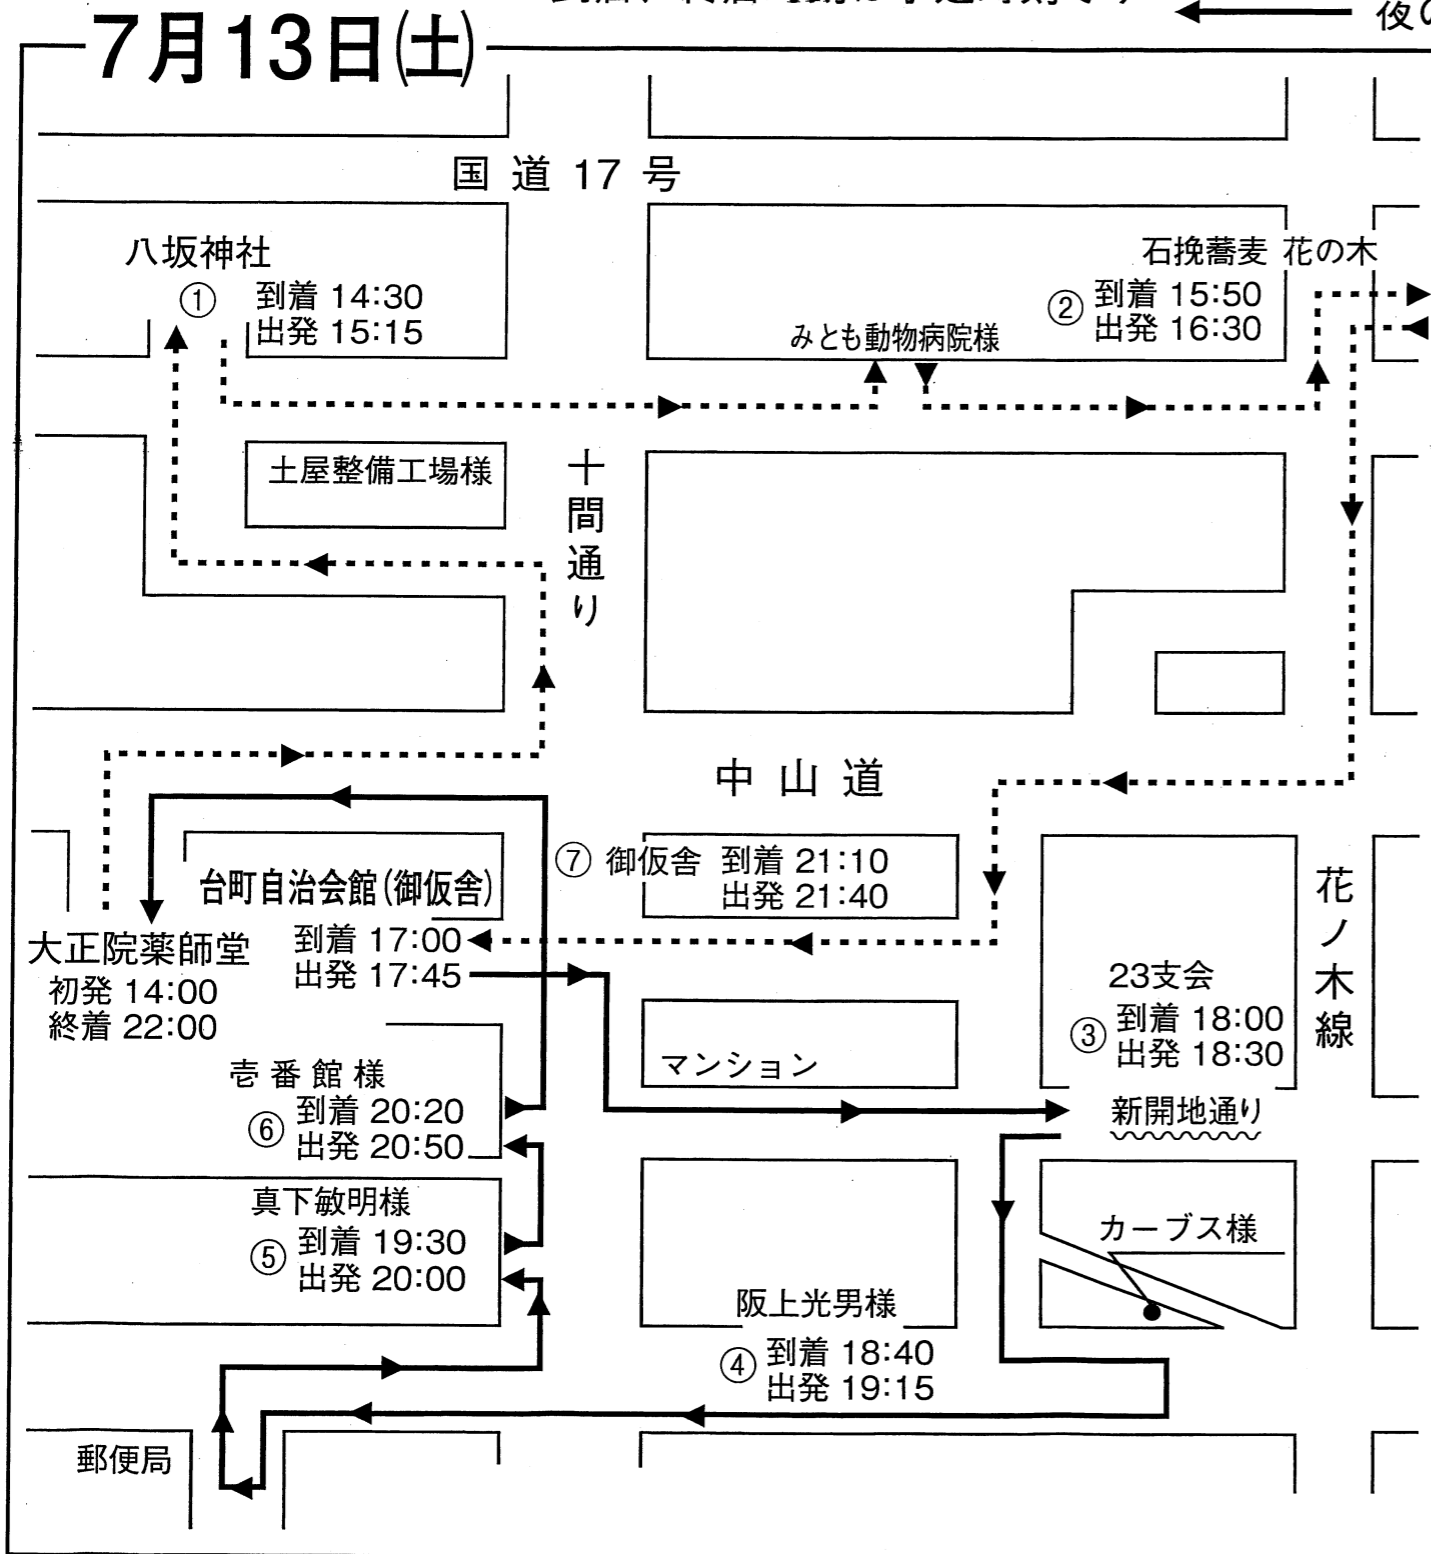 7月13日(土)
夜の
国道17号
八坂神社
① 到着 14:30
出発 15:15
石挽蕎麦 花の木
② 到着 15:50
出発 16:30
みとも動物病院様
土屋整備工場様
十間通り
中山道
⑦ 御仮舎 到着 21:10
出発 21:40
台町自治会館(御仮舎)
到着 17:00
出発 17:45
大正院薬師堂
初発 14:00
終着 22:00
花ノ木線
23支会
③ 到着 18:00
出発 18:30
マンション
新開地通り
壱番館様
⑥ 到着 20:20
出発 20:50
真下敏明様
⑤ 到着 19:30
出発 20:00
カーブス様
阪上光男様
④ 到着 18:40
出発 19:15
郵便局